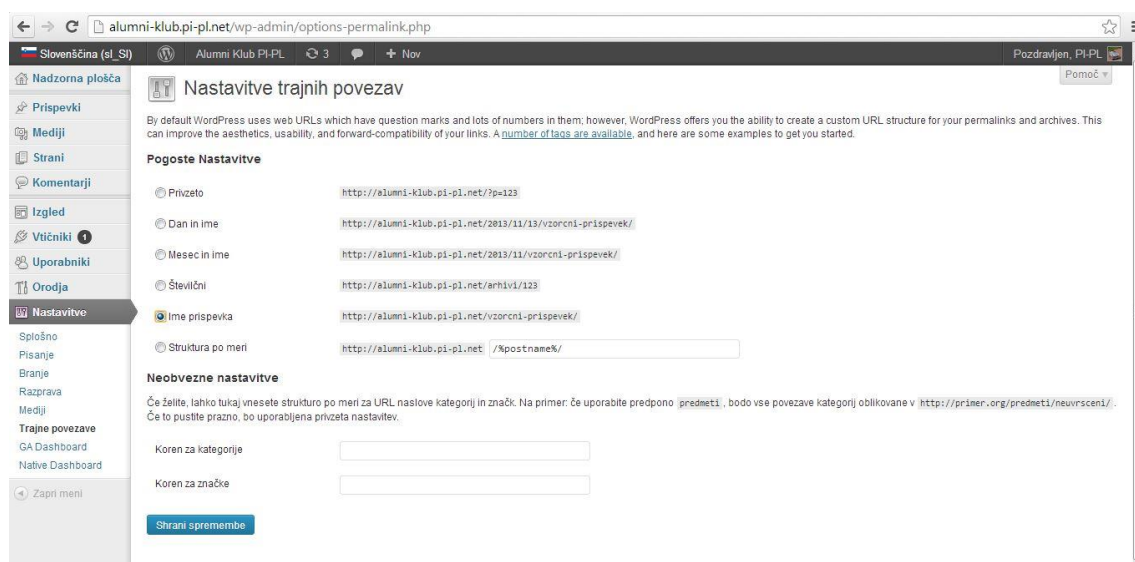 alumni-klub.pi-pl.net/wp-admin/options-permalink.php
Slovenščina (sl_SI) Alumni Klub PI-PL 3 + Nov Pozdravljen, PI-PL
Pomoč
Nadzorna plošča
Prispevki
Mediji
Strani
Komentarji
Izgled
Vtičniki 1
Uporabniki
Orodja
Nastavitve
Splošno
Pisanje
Branje
Razprava
Mediji
Trajne povezave
GA Dashboard
Native Dashboard
Zapri meni
Nastavitve trajnih povezav
By default WordPress uses web URLs which have question marks and lots of numbers in them; however, WordPress offers you the ability to create a custom URL structure for your permalinks and archives. This
can improve the aesthetics, usability, and forward-compatibility of your links. A number of tags are available, and here are some examples to get you started.
Pogoste Nastavitve
Privzeto http://alumni-klub.pi-pl.net/?p=123
Dan in ime http://alumni-klub.pi-pl.net/2013/11/13/vzorcni-prispevek/
Mesec in ime http://alumni-klub.pi-pl.net/2013/11/vzorcni-prispevek/
Številčni http://alumni-klub.pi-pl.net/arhivi/123
Ime prispevka http://alumni-klub.pi-pl.net/vzorcni-prispevek/
Struktura po meri http://alumni-klub.pi-pl.net /%postname%/
Neobvezne nastavitve
Če želite, lahko tukaj vnesete strukturo po meri za URL naslove kategorij in značk. Na primer: če uporabite predpono predmeti , bodo vse povezave kategorij oblikovane v http://primer.org/predmeti/neuvrsceni/ .
Če to pustite prazno, bo uporabljena privzeta nastavitev.
Koren za kategorije
Koren za značke
Shrani spremembe